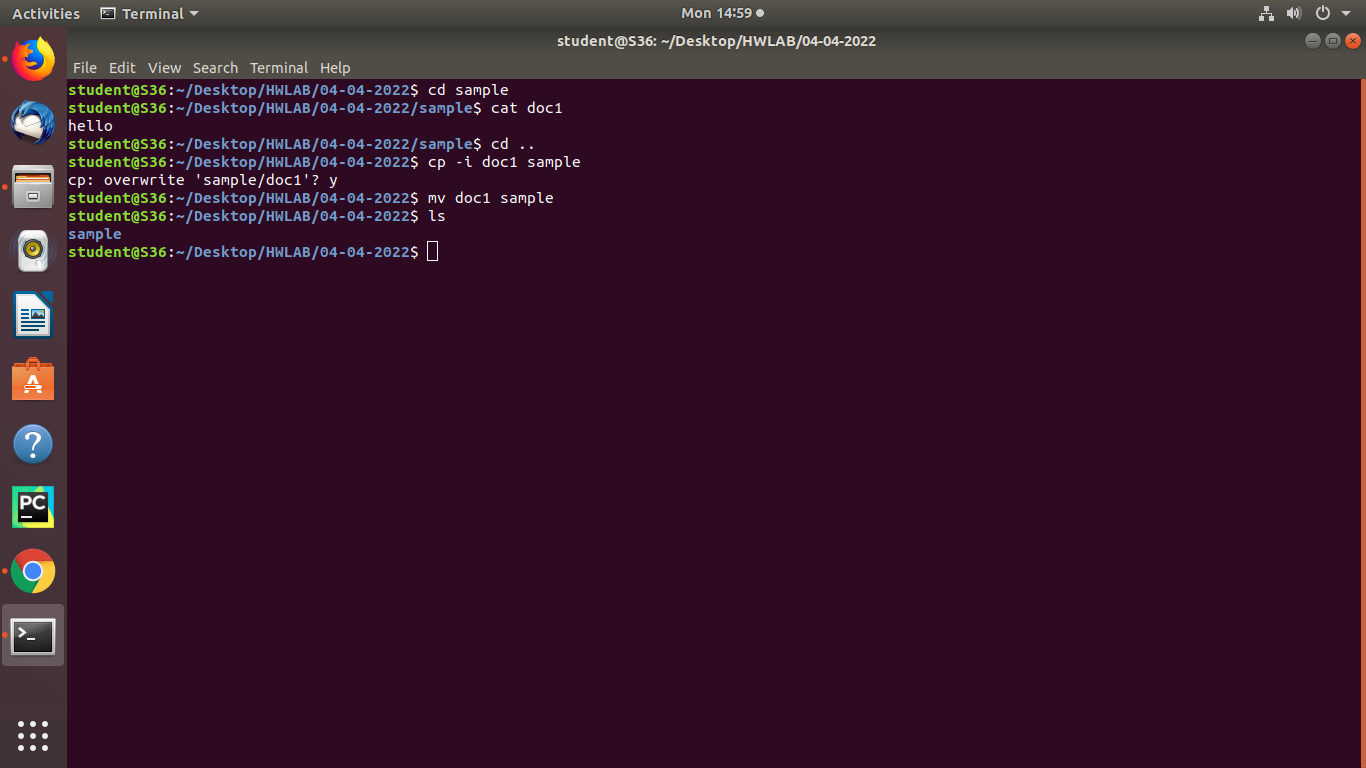 Activities Terminal Mon 14:59
student@S36: ~/Desktop/HWLAB/04-04-2022
File Edit View Search Terminal Help
student@S36:~/Desktop/HWLAB/04-04-2022$ cd sample
student@S36:~/Desktop/HWLAB/04-04-2022/sample$ cat doc1
hello
student@S36:~/Desktop/HWLAB/04-04-2022/sample$ cd ..
student@S36:~/Desktop/HWLAB/04-04-2022$ cp -i doc1 sample
cp: overwrite 'sample/doc1'? y
student@S36:~/Desktop/HWLAB/04-04-2022$ mv doc1 sample
student@S36:~/Desktop/HWLAB/04-04-2022$ ls
sample
student@S36:~/Desktop/HWLAB/04-04-2022$
PC